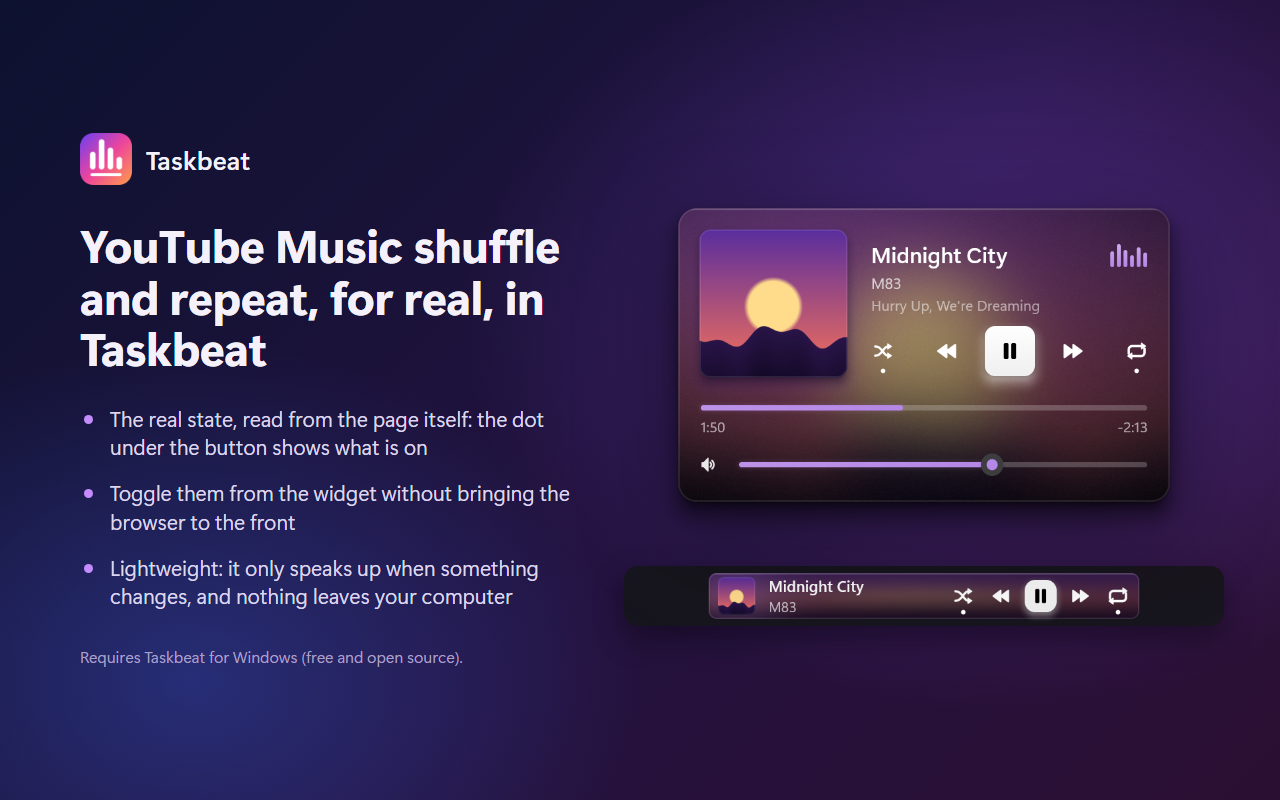 Taskbeat
YouTube Music shuffle
and repeat, for real, in
Taskbeat
The real state, read from the page itself: the dot
under the button shows what is on
Toggle them from the widget without bringing the
browser to the front
Lightweight: it only speaks up when something
changes, and nothing leaves your computer
Requires Taskbeat for Windows (free and open source).
Midnight City
M83
Hurry Up, We're Dreaming
1:50
-2:13
Midnight City
M83